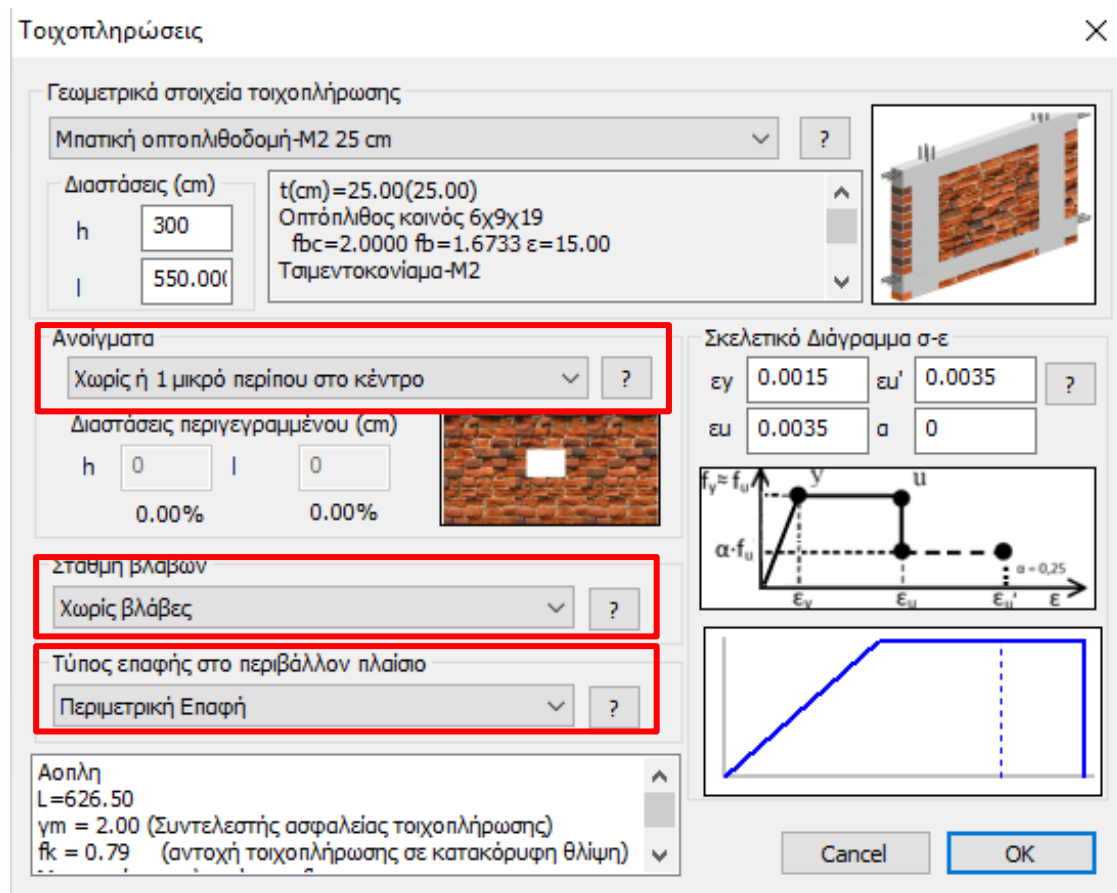 Τοιχοπληρώσεις
Γεωμετρικά στοιχεία τοιχοπλήρωσης
Μπατική οπτοπλιθοδομή-M2 25 cm
?
Διαστάσεις (cm)
h 300
l 550.00
t(cm)=25.00(25.00)
Οπτόπλιθος κοινός 6x9x19
fbc=2.0000 fb=1.6733 ε=15.00
Τσιμεντοκονίαμα-M2
Ανοίγματα
Χωρίς ή 1 μικρό περίπου στο κέντρο
?
Διαστάσεις περιγεγραμμένου (cm)
h 0 l 0
0.00% 0.00%
Σταθμη βλαβων
Χωρίς βλάβες
?
Τύπος επαφής στο περιβάλλον πλαίσιο
Περιμετρική Επαφή
?
Αοπλη
L=626.50
γm = 2.00 (Συντελεστής ασφαλείας τοιχοπλήρωσης)
fk = 0.79 (αντοχή τοιχοπλήρωσης σε κατακόρυφη θλίψη)
Σκελετικό Διάγραμμα σ-ε
εy 0.0015 εu' 0.0035 ?
εu 0.0035 α 0
fy≈fu y u
α·fu
α=0,25
εy εu εu' ε
Cancel OK